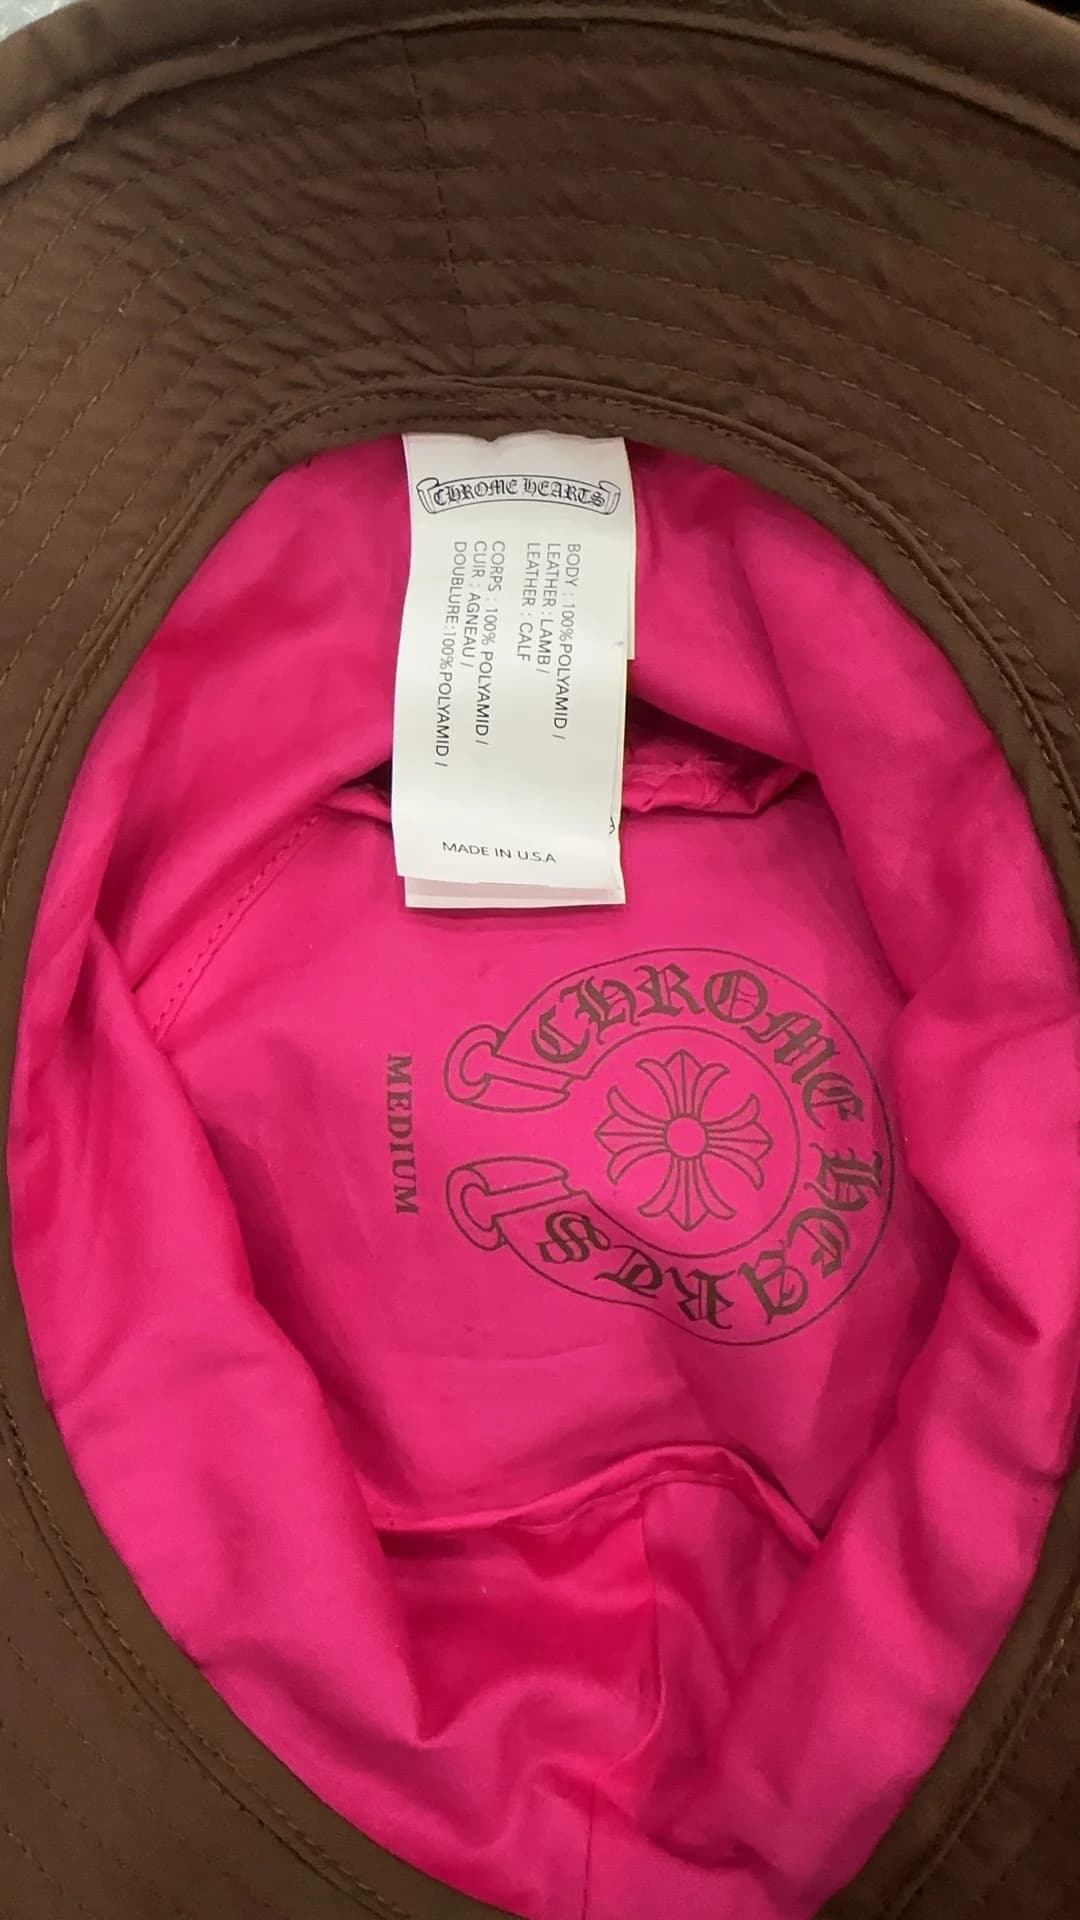 CHROME HEARTS
BODY : 100%POLYAMID /
LEATHER : LAMB /
LEATHER : CALF
CORPS : 100% POLYAMID /
CUIR : AGNEAU /
DOUBLURE:100%POLYAMID /
MADE IN U.S.A
CHROME HEARTS
MEDIUM